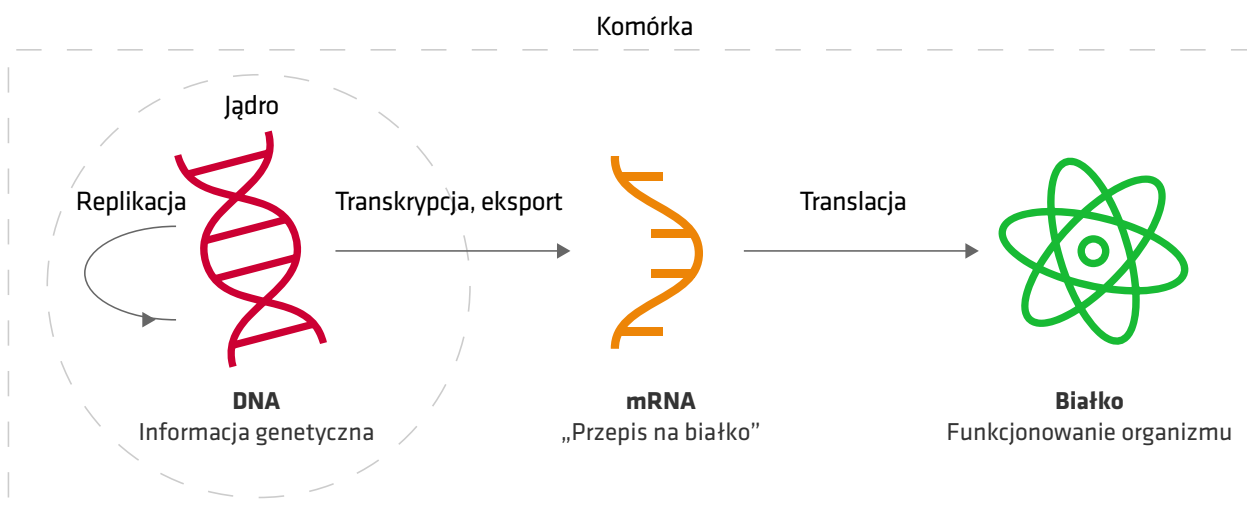 Komórka
Jądro
Replikacja
Transkrypcja, eksport
Translacja
DNA
Informacja genetyczna
mRNA
„Przepis na białko”
Białko
Funkcjonowanie organizmu